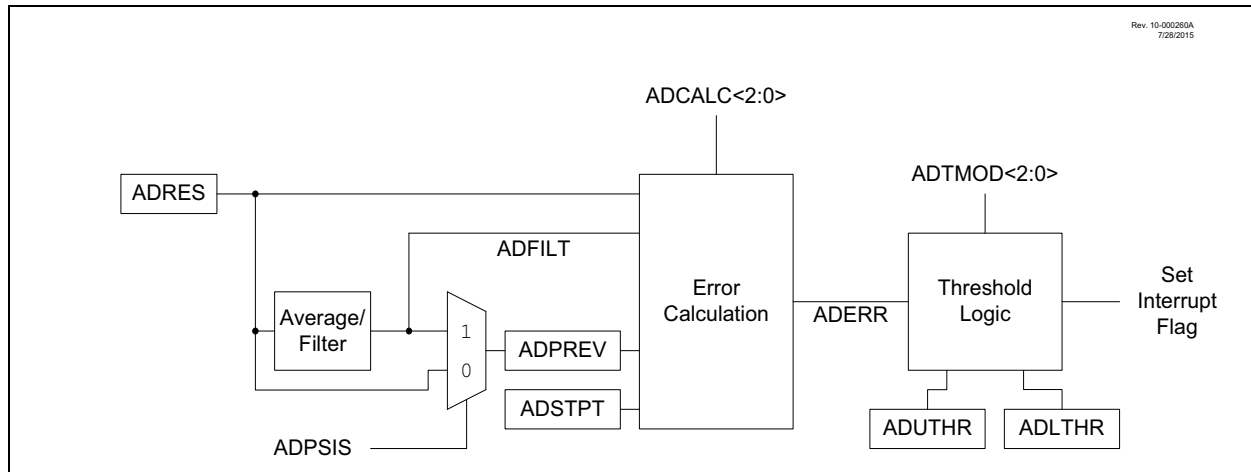 Rev. 10-000260A
7/28/2015
ADCALC<2:0>
ADRES
ADTMOD<2:0>
ADFILT
Average/
Filter
1
0
ADPREV
ADSTPT
ADPSIS
Error
Calculation
ADERR
Threshold
Logic
Set
Interrupt
Flag
ADUTHR
ADLTHR